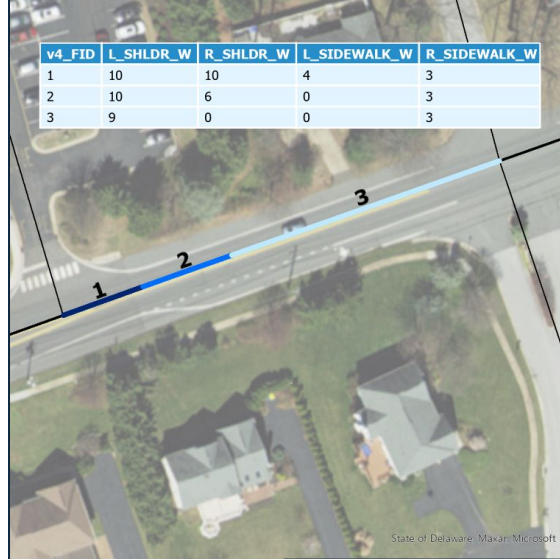 v4_FID L_SHLDR_W R_SHLDR_W L_SIDEWALK_W R_SIDEWALK_W
1 10 10 4 3
2 10 6 0 3
3 9 0 0 3
3
2
1
State of Delaware, Maxar, Microsoft